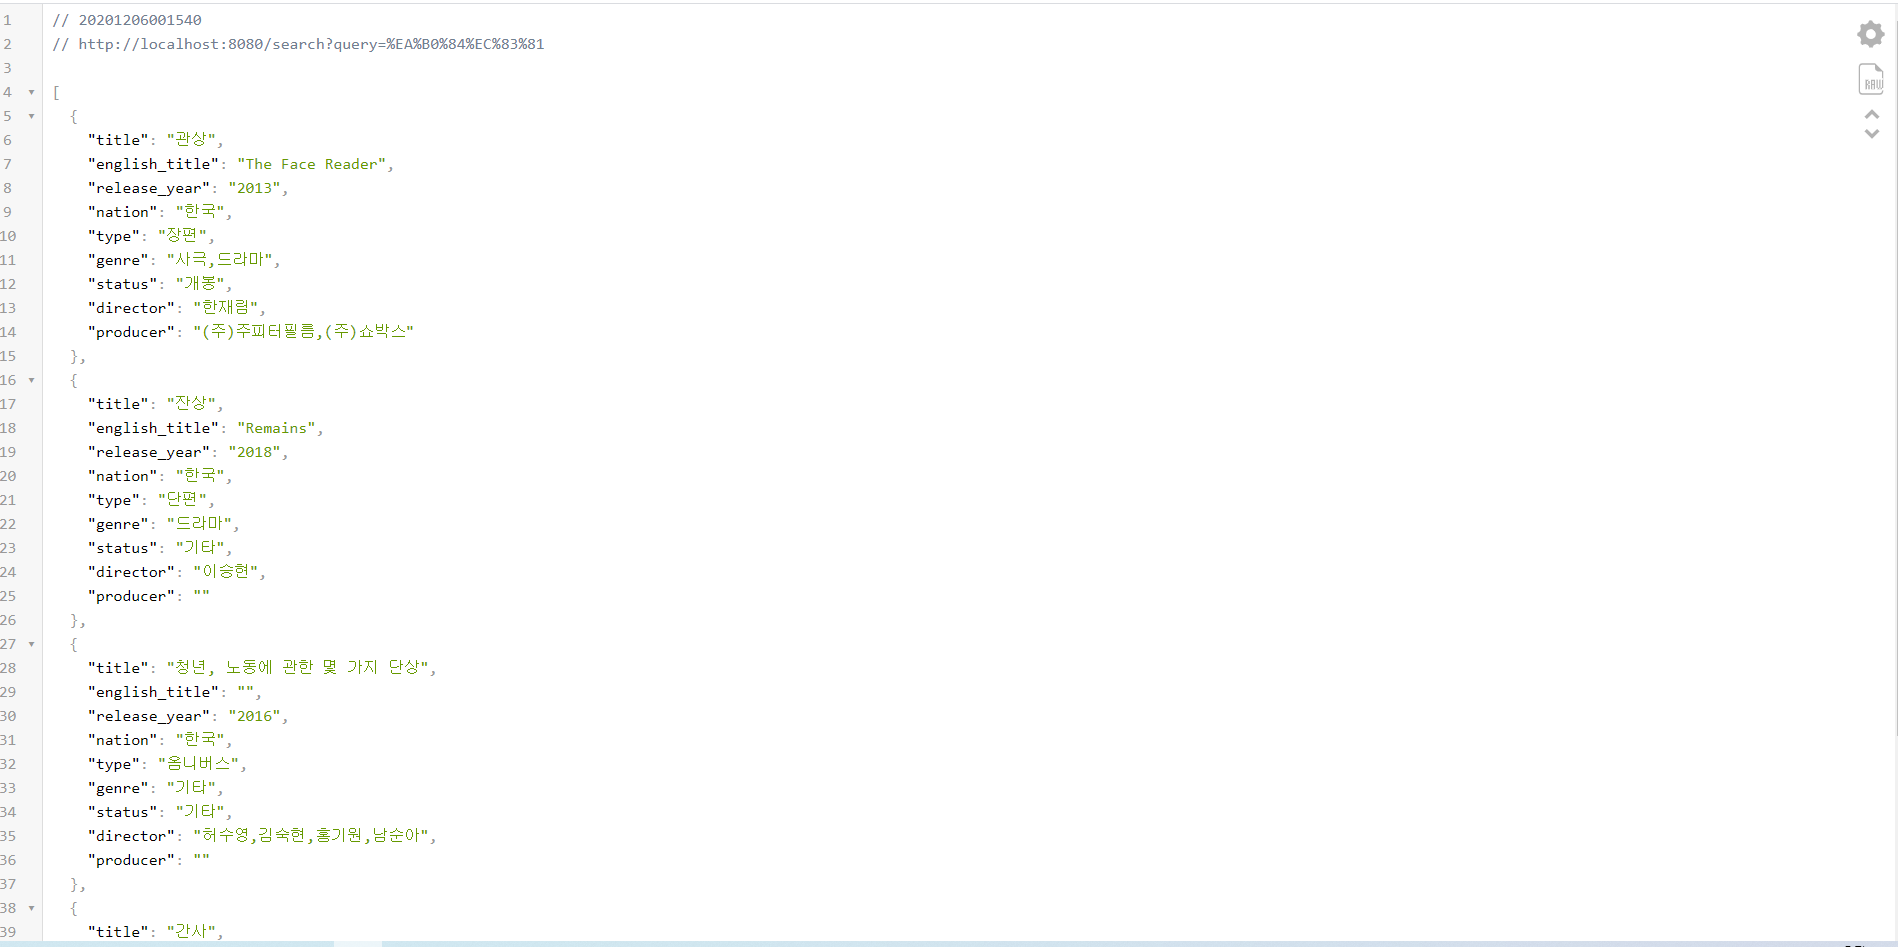 1 // 20201206001540
2 // http://localhost:8080/search?query=%EA%B0%84%EC%83%81
3
4 [
5 {
6 "title": "관상",
7 "english_title": "The Face Reader",
8 "release_year": "2013",
9 "nation": "한국",
10 "type": "장편",
11 "genre": "사극,드라마",
12 "status": "개봉",
13 "director": "한재림",
14 "producer": "(주)주피터필름,(주)쇼박스"
15 },
16 {
17 "title": "잔상",
18 "english_title": "Remains",
19 "release_year": "2018",
20 "nation": "한국",
21 "type": "단편",
22 "genre": "드라마",
23 "status": "기타",
24 "director": "이승현",
25 "producer": ""
26 },
27 {
28 "title": "청년, 노동에 관한 몇 가지 단상",
29 "english_title": "",
30 "release_year": "2016",
31 "nation": "한국",
32 "type": "옴니버스",
33 "genre": "기타",
34 "status": "기타",
35 "director": "허수영,김숙현,홍기원,남순아",
36 "producer": ""
37 },
38 {
39 "title": "간사",
RAW